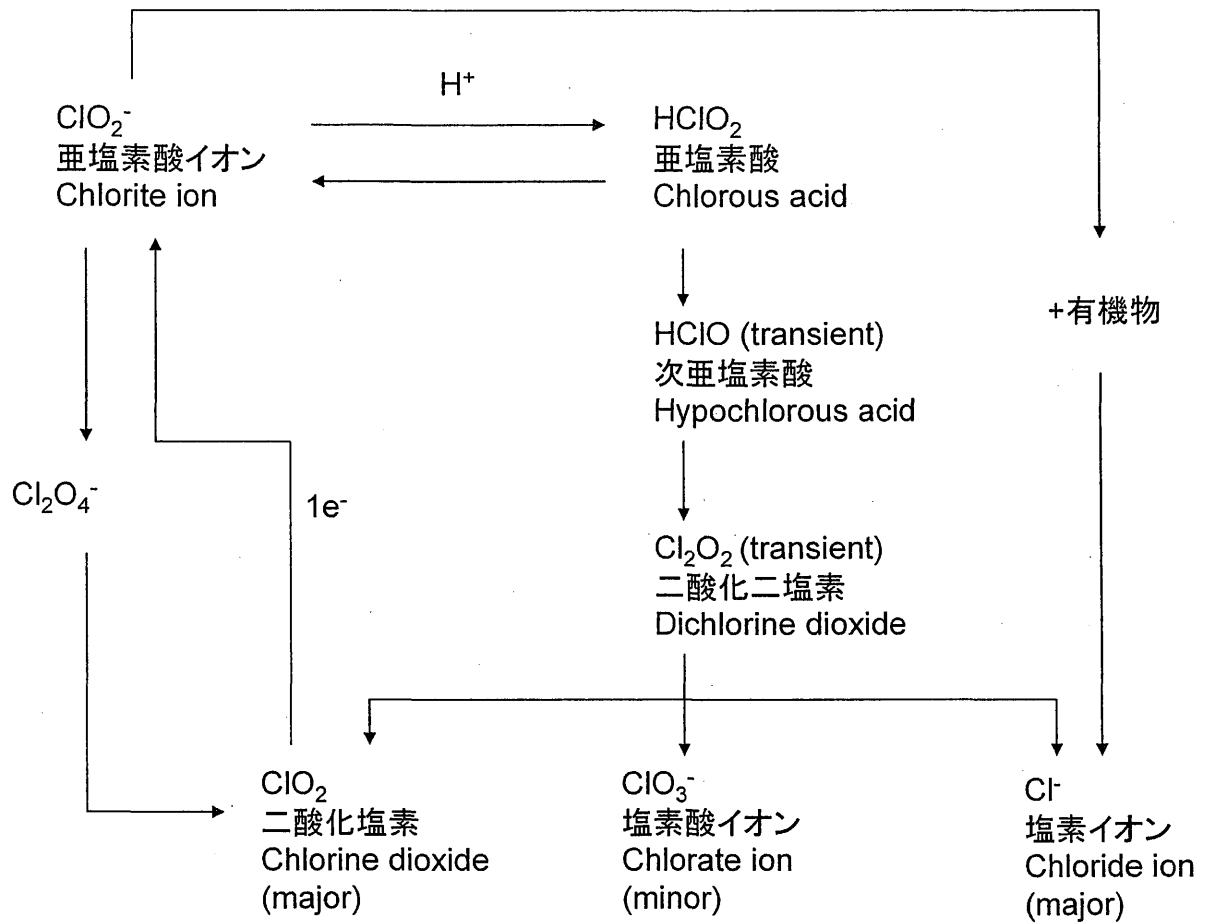 H⁺
ClO₂⁻
亜塩素酸イオン
Chlorite ion
HClO₂
亜塩素酸
Chlorous acid
+有機物
HClO (transient)
次亜塩素酸
Hypochlorous acid
Cl₂O₄⁻
1e⁻
Cl₂O₂ (transient)
二酸化二塩素
Dichlorine dioxide
ClO₂
二酸化塩素
Chlorine dioxide
(major)
ClO₃⁻
塩素酸イオン
Chlorate ion
(minor)
Cl⁻
塩素イオン
Chloride ion
(major)